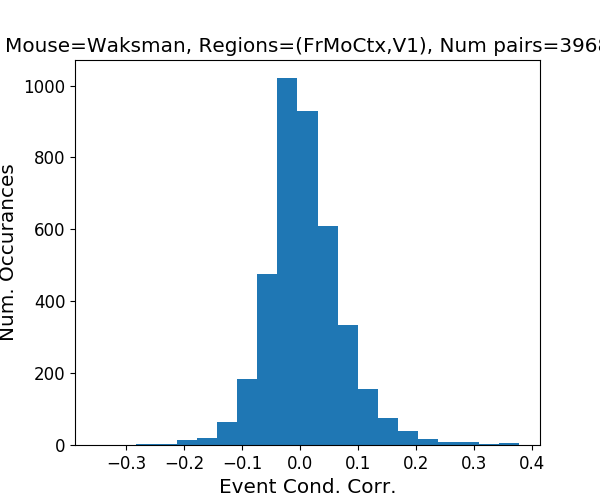 Mouse=Waksman, Regions=(FrMoCtx,V1), Num pairs=3968
1000
800
600
400
200
0
Num. Occurances
−0.3 −0.2 −0.1 0.0 0.1 0.2 0.3 0.4
Event Cond. Corr.